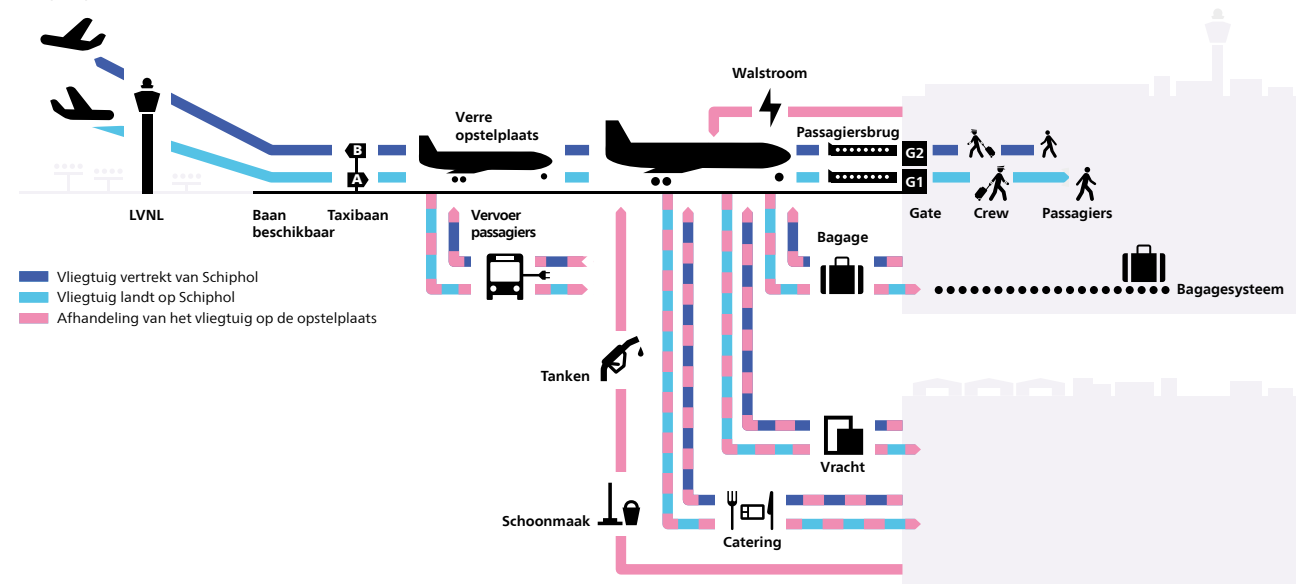 Walstroom
Verre
opstelplaats
Passagiersbrug
B
G2
A
G1
LVNL
Baan
beschikbaar
Taxibaan
Vervoer
passagiers
Gate
Crew
Passagiers
Bagage
Vliegtuig vertrekt van Schiphol
Vliegtuig landt op Schiphol
Afhandeling van het vliegtuig op de opstelplaats
Bagagesysteem
Tanken
Vracht
Schoonmaak
Catering